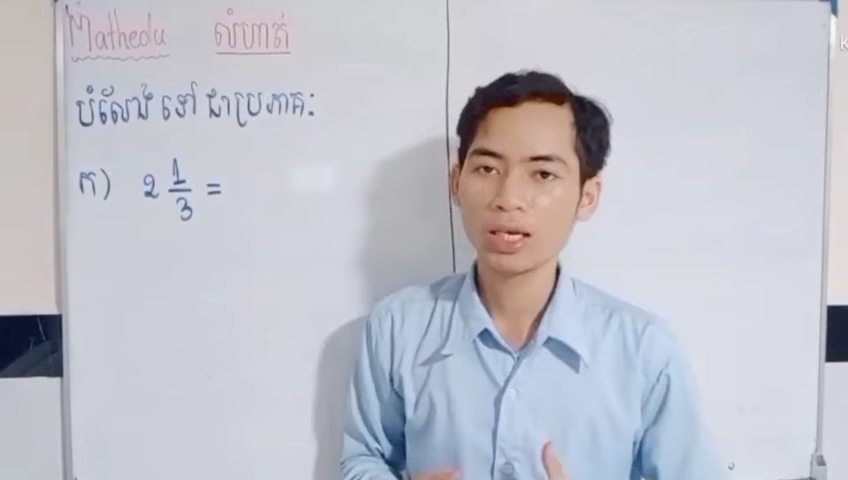 Mathedu លំហាត់
បំលែង ទៅ ជាប្រភាគ:
ក) 2 1/3 =
K